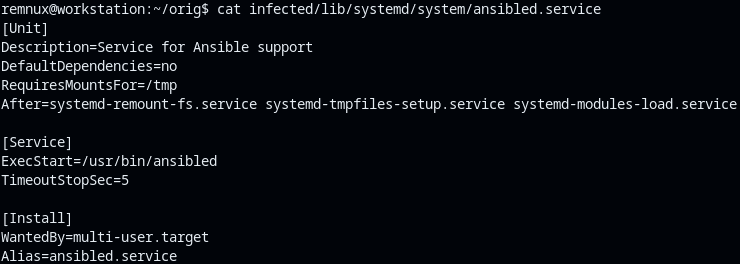 remnux@workstation:~/orig$ cat infected/lib/systemd/system/ansibled.service
[Unit]
Description=Service for Ansible support
DefaultDependencies=no
RequiresMountsFor=/tmp
After=systemd-remount-fs.service systemd-tmpfiles-setup.service systemd-modules-load.service

[Service]
ExecStart=/usr/bin/ansibled
TimeoutStopSec=5

[Install]
WantedBy=multi-user.target
Alias=ansibled.service